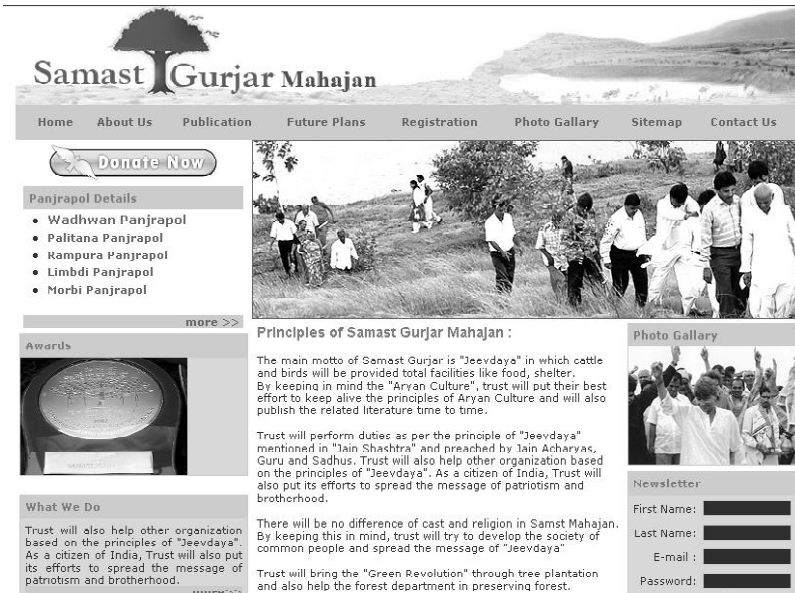 Samast Gurjar Mahajan
Home About Us Publication Future Plans Registration Photo Gallary Sitemap Contact Us
Donate Now
Panjrapol Details
Wadhwan Panjrapol
Palitana Panjrapol
Rampura Panjrapol
Limbdi Panjrapol
Morbi Panjrapol
more >>
Awards
What We Do
Trust will also help other organization
based on the principles of "Jeevdaya".
As a citizen of India, Trust will also put
its efforts to spread the message of
patriotism and brotherhood.
more>>
Principles of Samast Gurjar Mahajan :
The main motto of Samast Gurjar is "Jeevdaya" in which cattle
and birds will be provided total facilities like food, shelter.
By keeping in mind the "Aryan Culture", trust will put their best
effort to keep alive the principles of Aryan Culture and will also
publish the related literature time to time.
Trust will perform duties as per the principle of "Jeevdaya"
mentioned in "Jain Shashtra" and preached by Jain Acharyas,
Guru and Sadhus. Trust will also help other organization based
on the principles of "Jeevdaya". As a citizen of India, Trust will
also put its efforts to spread the message of patriotism and
brotherhood.
There will be no difference of cast and religion in Samst Mahajan.
By keeping this in mind, trust will try to develop the society of
common people and spread the message of "Jeevdaya"
Trust will bring the "Green Revolution" through tree plantation
and also help the forest department in preserving forest.
Photo Gallary
Newsletter
First Name:
Last Name:
E-mail :
Password: